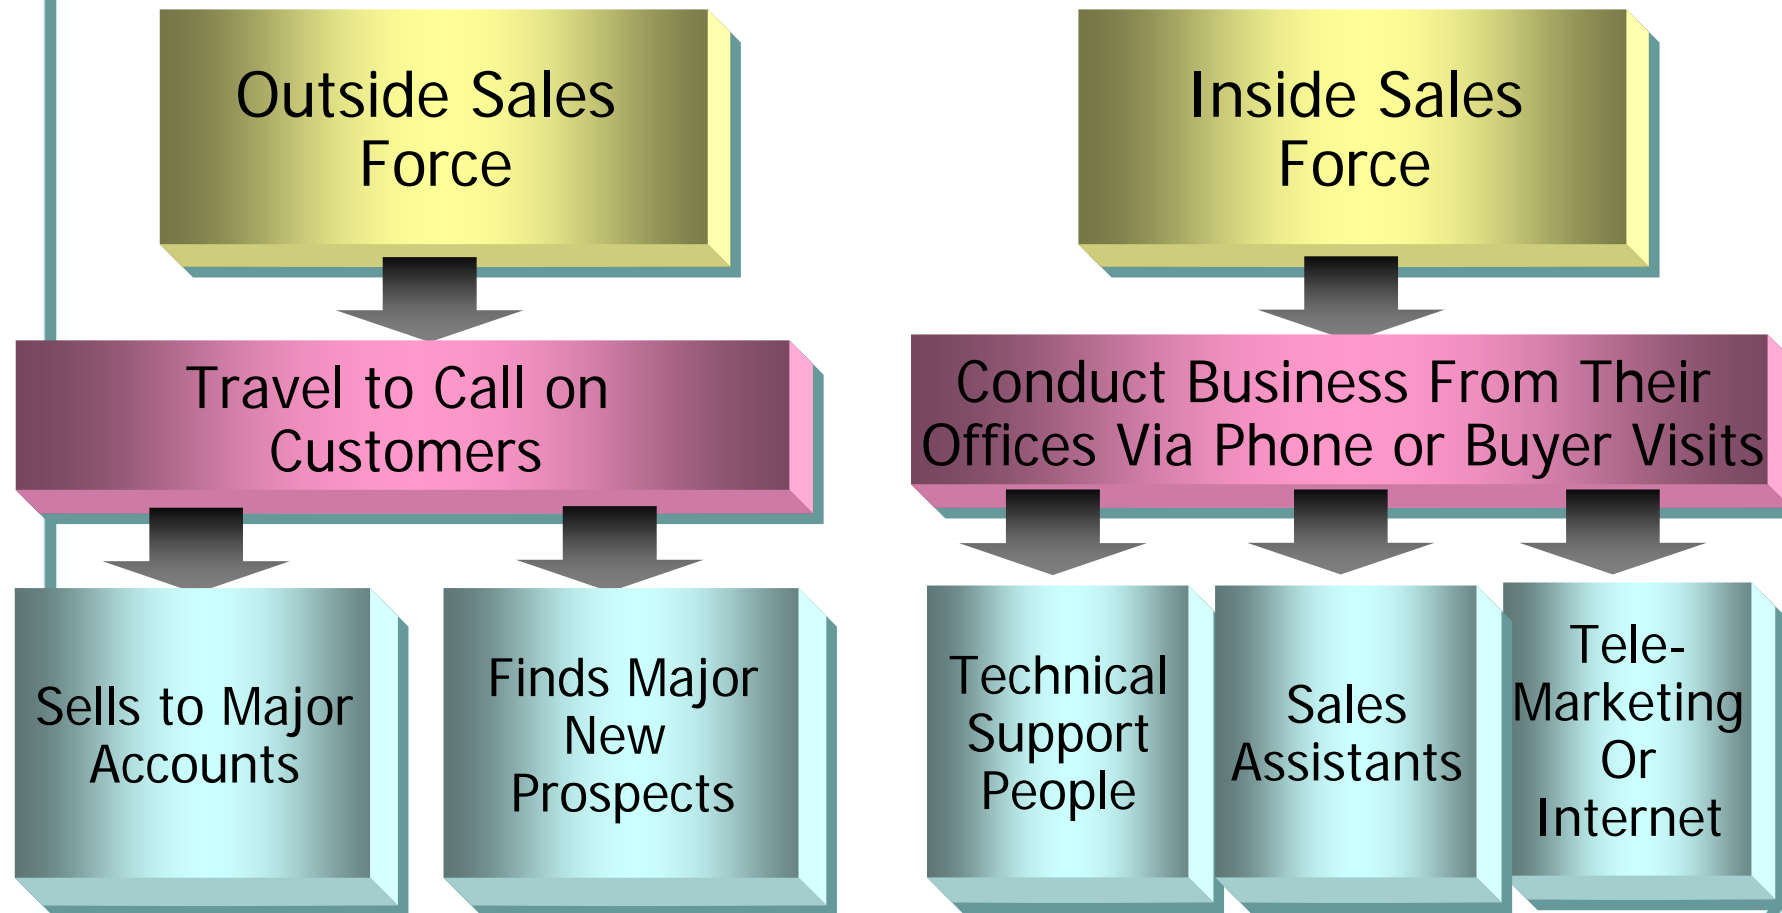 Outside Sales
Force
Travel to Call on
Customers
Sells to Major
Accounts
Finds Major
New
Prospects
Inside Sales
Force
Conduct Business From Their
Offices Via Phone or Buyer Visits
Technical
Support
People
Sales
Assistants
Tele-
Marketing
Or
Internet